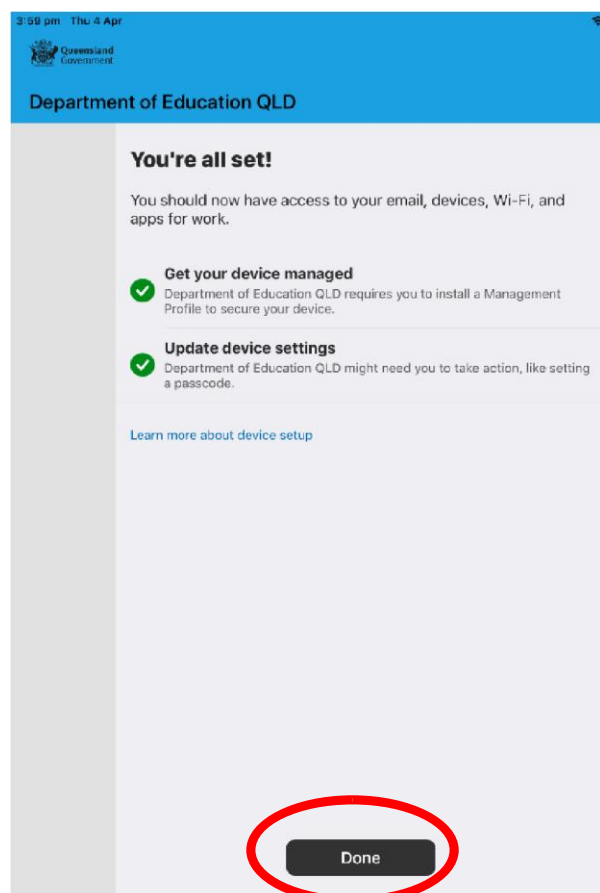 3:59 pm Thu 4 Apr
Queensland
Government
Department of Education QLD
You're all set!
You should now have access to your email, devices, Wi-Fi, and
apps for work.
Get your device managed
Department of Education QLD requires you to install a Management
Profile to secure your device.
Update device settings
Department of Education QLD might need you to take action, like setting
a passcode.
Learn more about device setup
Done